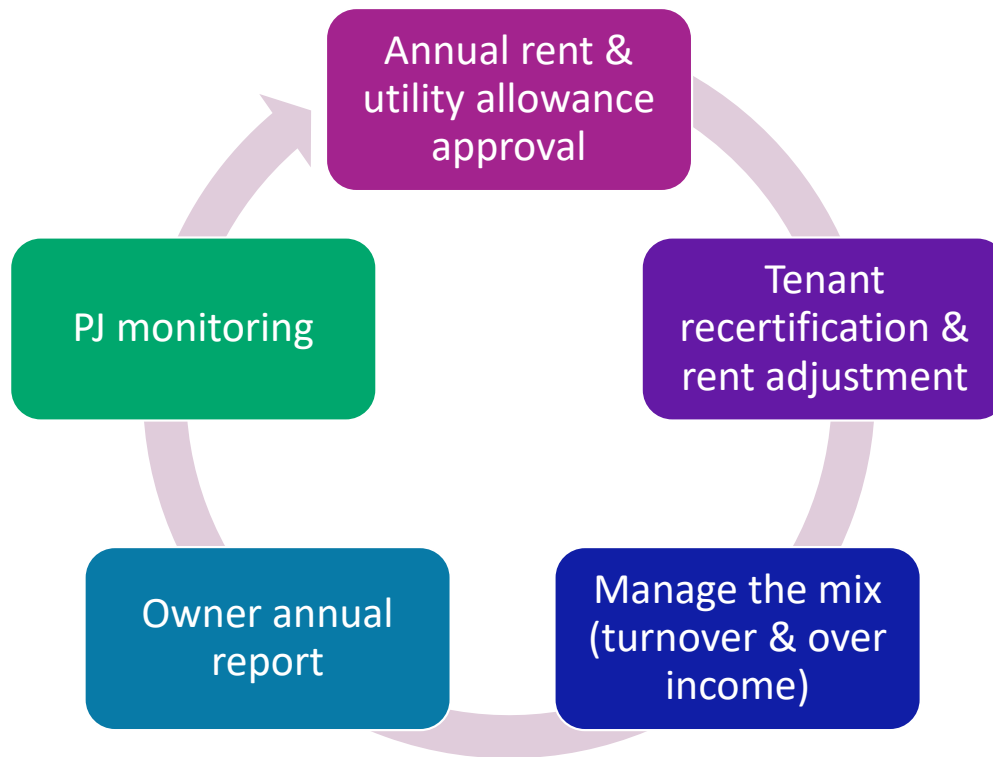 Annual rent &
utility allowance
approval
Tenant
recertification &
rent adjustment
Manage the mix
(turnover & over
income)
Owner annual
report
PJ monitoring